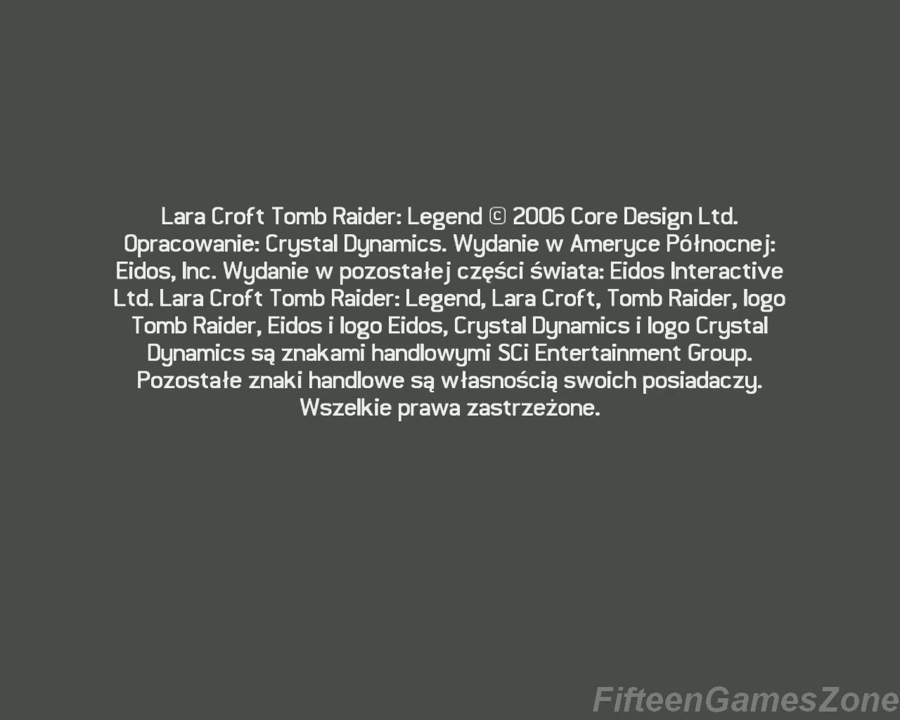 Lara Croft Tomb Raider: Legend © 2006 Core Design Ltd.
Opracowanie: Crystal Dynamics. Wydanie w Ameryce Północnej:
Eidos, Inc. Wydanie w pozostałej części świata: Eidos Interactive
Ltd. Lara Croft Tomb Raider: Legend, Lara Croft, Tomb Raider, logo
Tomb Raider, Eidos i logo Eidos, Crystal Dynamics i logo Crystal
Dynamics są znakami handlowymi SCi Entertainment Group.
Pozostałe znaki handlowe są własnością swoich posiadaczy.
Wszelkie prawa zastrzeżone.
FifteenGamesZone